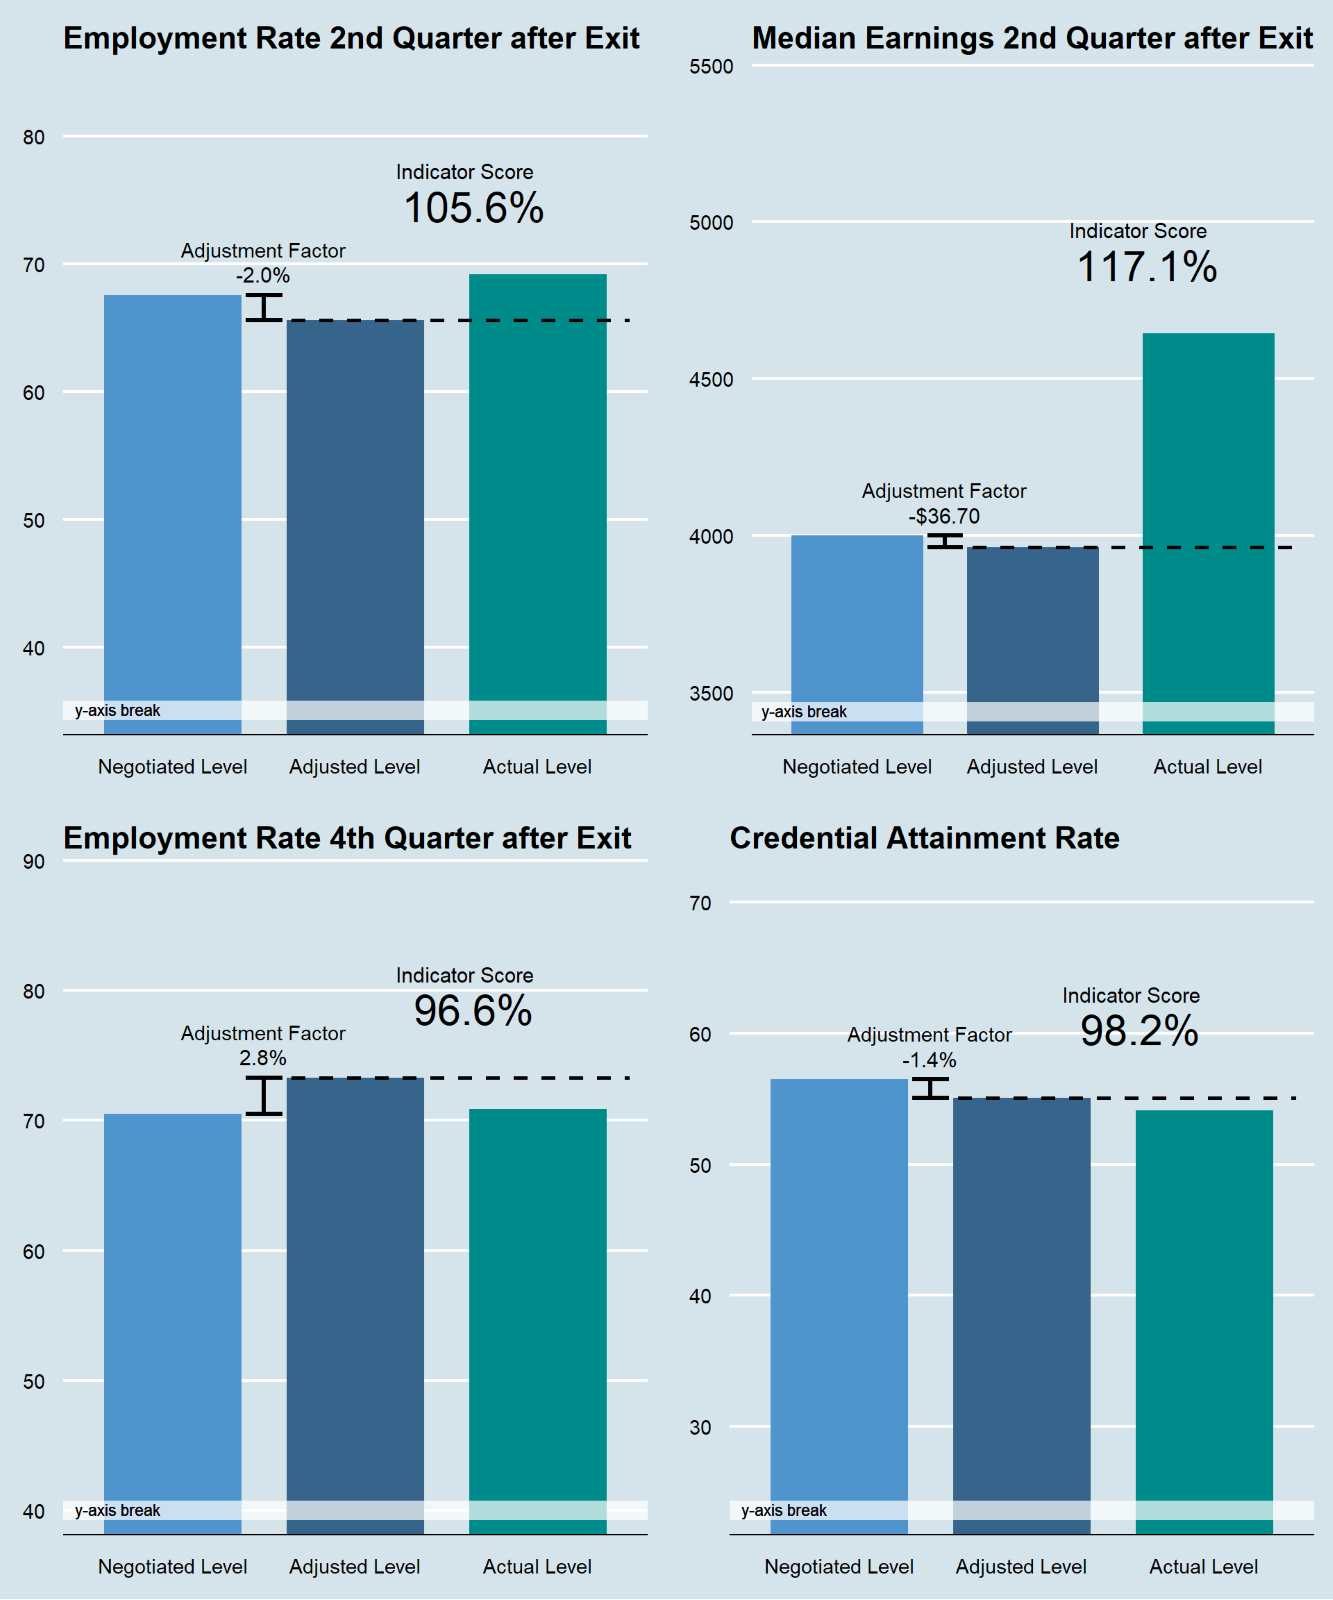 Employment Rate 2nd Quarter after Exit
80
70
60
50
40
Indicator Score
105.6%
Adjustment Factor
-2.0%
y-axis break
Negotiated Level
Adjusted Level
Actual Level
Median Earnings 2nd Quarter after Exit
5500
5000
4500
4000
3500
Indicator Score
117.1%
Adjustment Factor
-$36.70
y-axis break
Negotiated Level
Adjusted Level
Actual Level
Employment Rate 4th Quarter after Exit
90
80
70
60
50
40
Indicator Score
96.6%
Adjustment Factor
2.8%
y-axis break
Negotiated Level
Adjusted Level
Actual Level
Credential Attainment Rate
70
60
50
40
30
Indicator Score
98.2%
Adjustment Factor
-1.4%
y-axis break
Negotiated Level
Adjusted Level
Actual Level